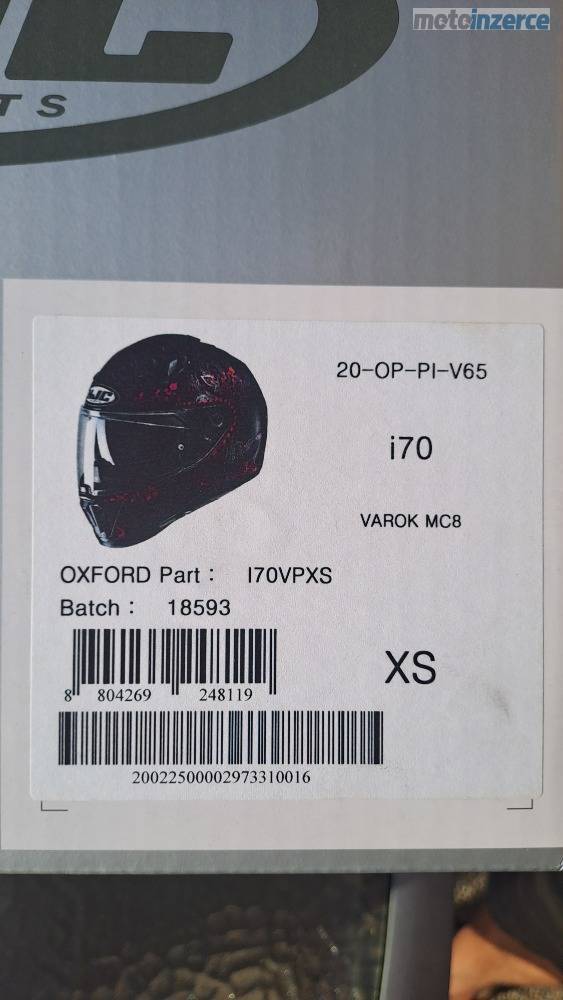 motoinzerce
TS
HJC
20-OP-PI-V65
i70
VAROK MC8
OXFORD Part : I70VPXS
Batch : 18593
8 804269 248119
XS
20022500002973310016